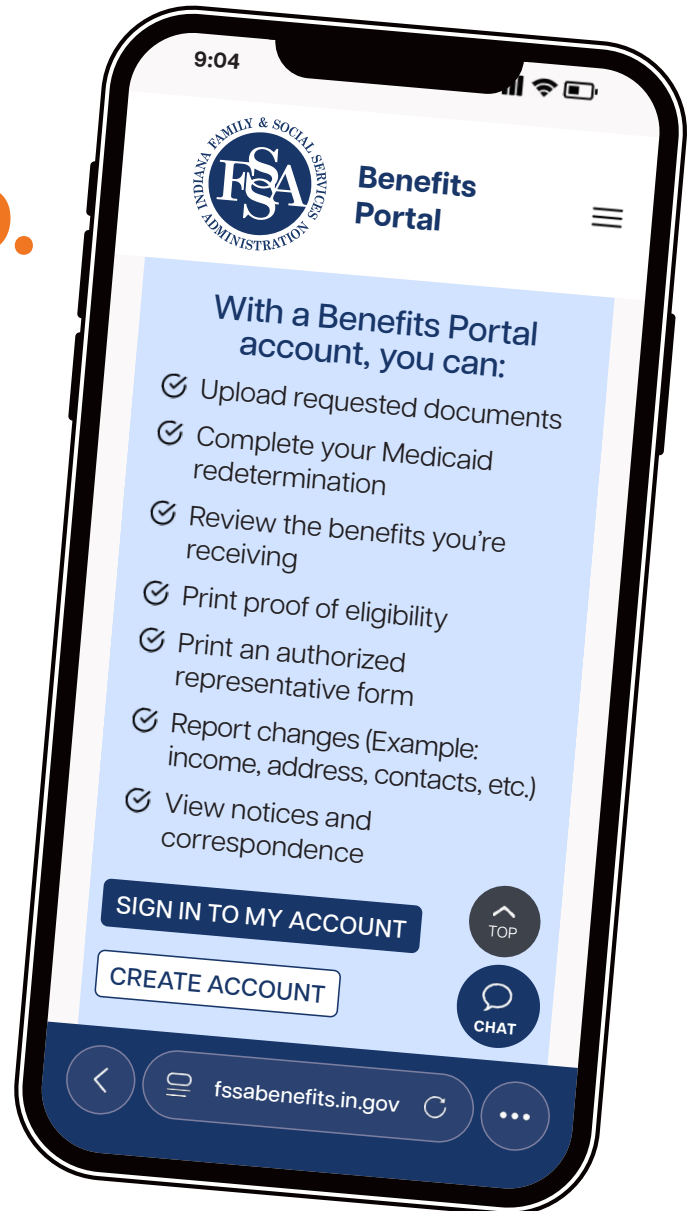 9:04
INDIANA FAMILY & SOCIAL SERVICES ADMINISTRATION
FSSA
Benefits
Portal
With a Benefits Portal
account, you can:
Upload requested documents
Complete your Medicaid
redetermination
Review the benefits you're
receiving
Print proof of eligibility
Print an authorized
representative form
Report changes (Example:
income, address, contacts, etc.)
View notices and
correspondence
SIGN IN TO MY ACCOUNT
TOP
CREATE ACCOUNT
CHAT
fssabenefits.in.gov